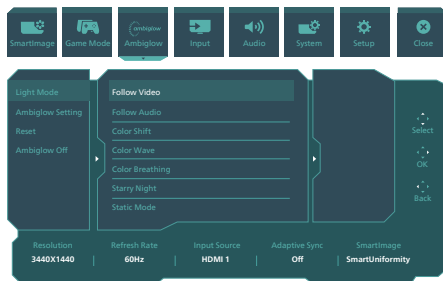 ambiglow
SmartImage Game Mode Ambiglow Input Audio System Setup Close
Light Mode
Ambiglow Setting
Reset
Ambiglow Off
Follow Video
Follow Audio
Color Shift
Color Wave
Color Breathing
Starry Night
Static Mode
Select
OK
Back
Resolution Refresh Rate Input Source Adaptive Sync SmartImage
3440X1440 | 60Hz | HDMI 1 | Off | SmartUniformity